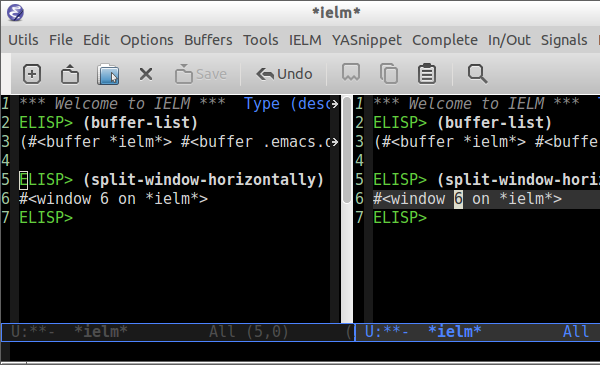 *ielm*
Utils File Edit Options Buffers Tools IELM YASnippet Complete In/Out Signals
Save Undo
1 *** Welcome to IELM ***  Type (desc
2 ELISP> (buffer-list)
3 (#<buffer *ielm*> #<buffer .emacs.d
4
5 ELISP> (split-window-horizontally)
6 #<window 6 on *ielm*>
7 ELISP>
U:**-  *ielm*         All (5,0)      (
1 *** Welcome to IELM ***
2 ELISP> (buffer-list)
3 (#<buffer *ielm*> #<buffe
4
5 ELISP> (split-window-hori
6 #<window 6 on *ielm*>
7 ELISP>
U:**-  *ielm*         All